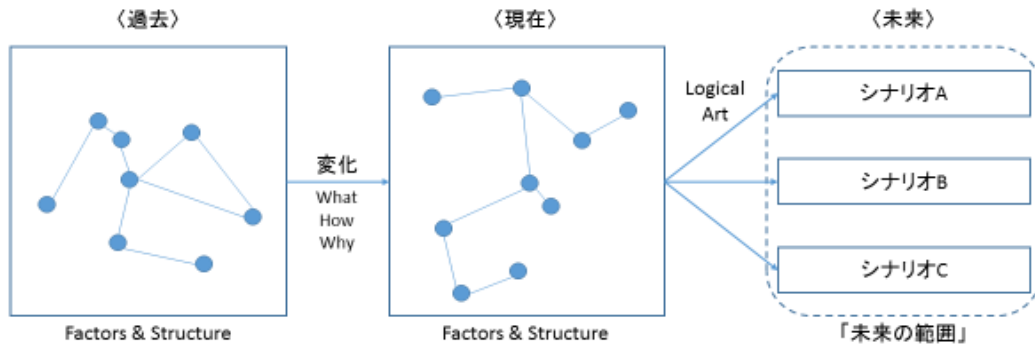 〈過去〉
〈現在〉
〈未来〉
変化
What
How
Why
Logical
Art
シナリオA
シナリオB
シナリオC
Factors & Structure
Factors & Structure
「未来の範囲」